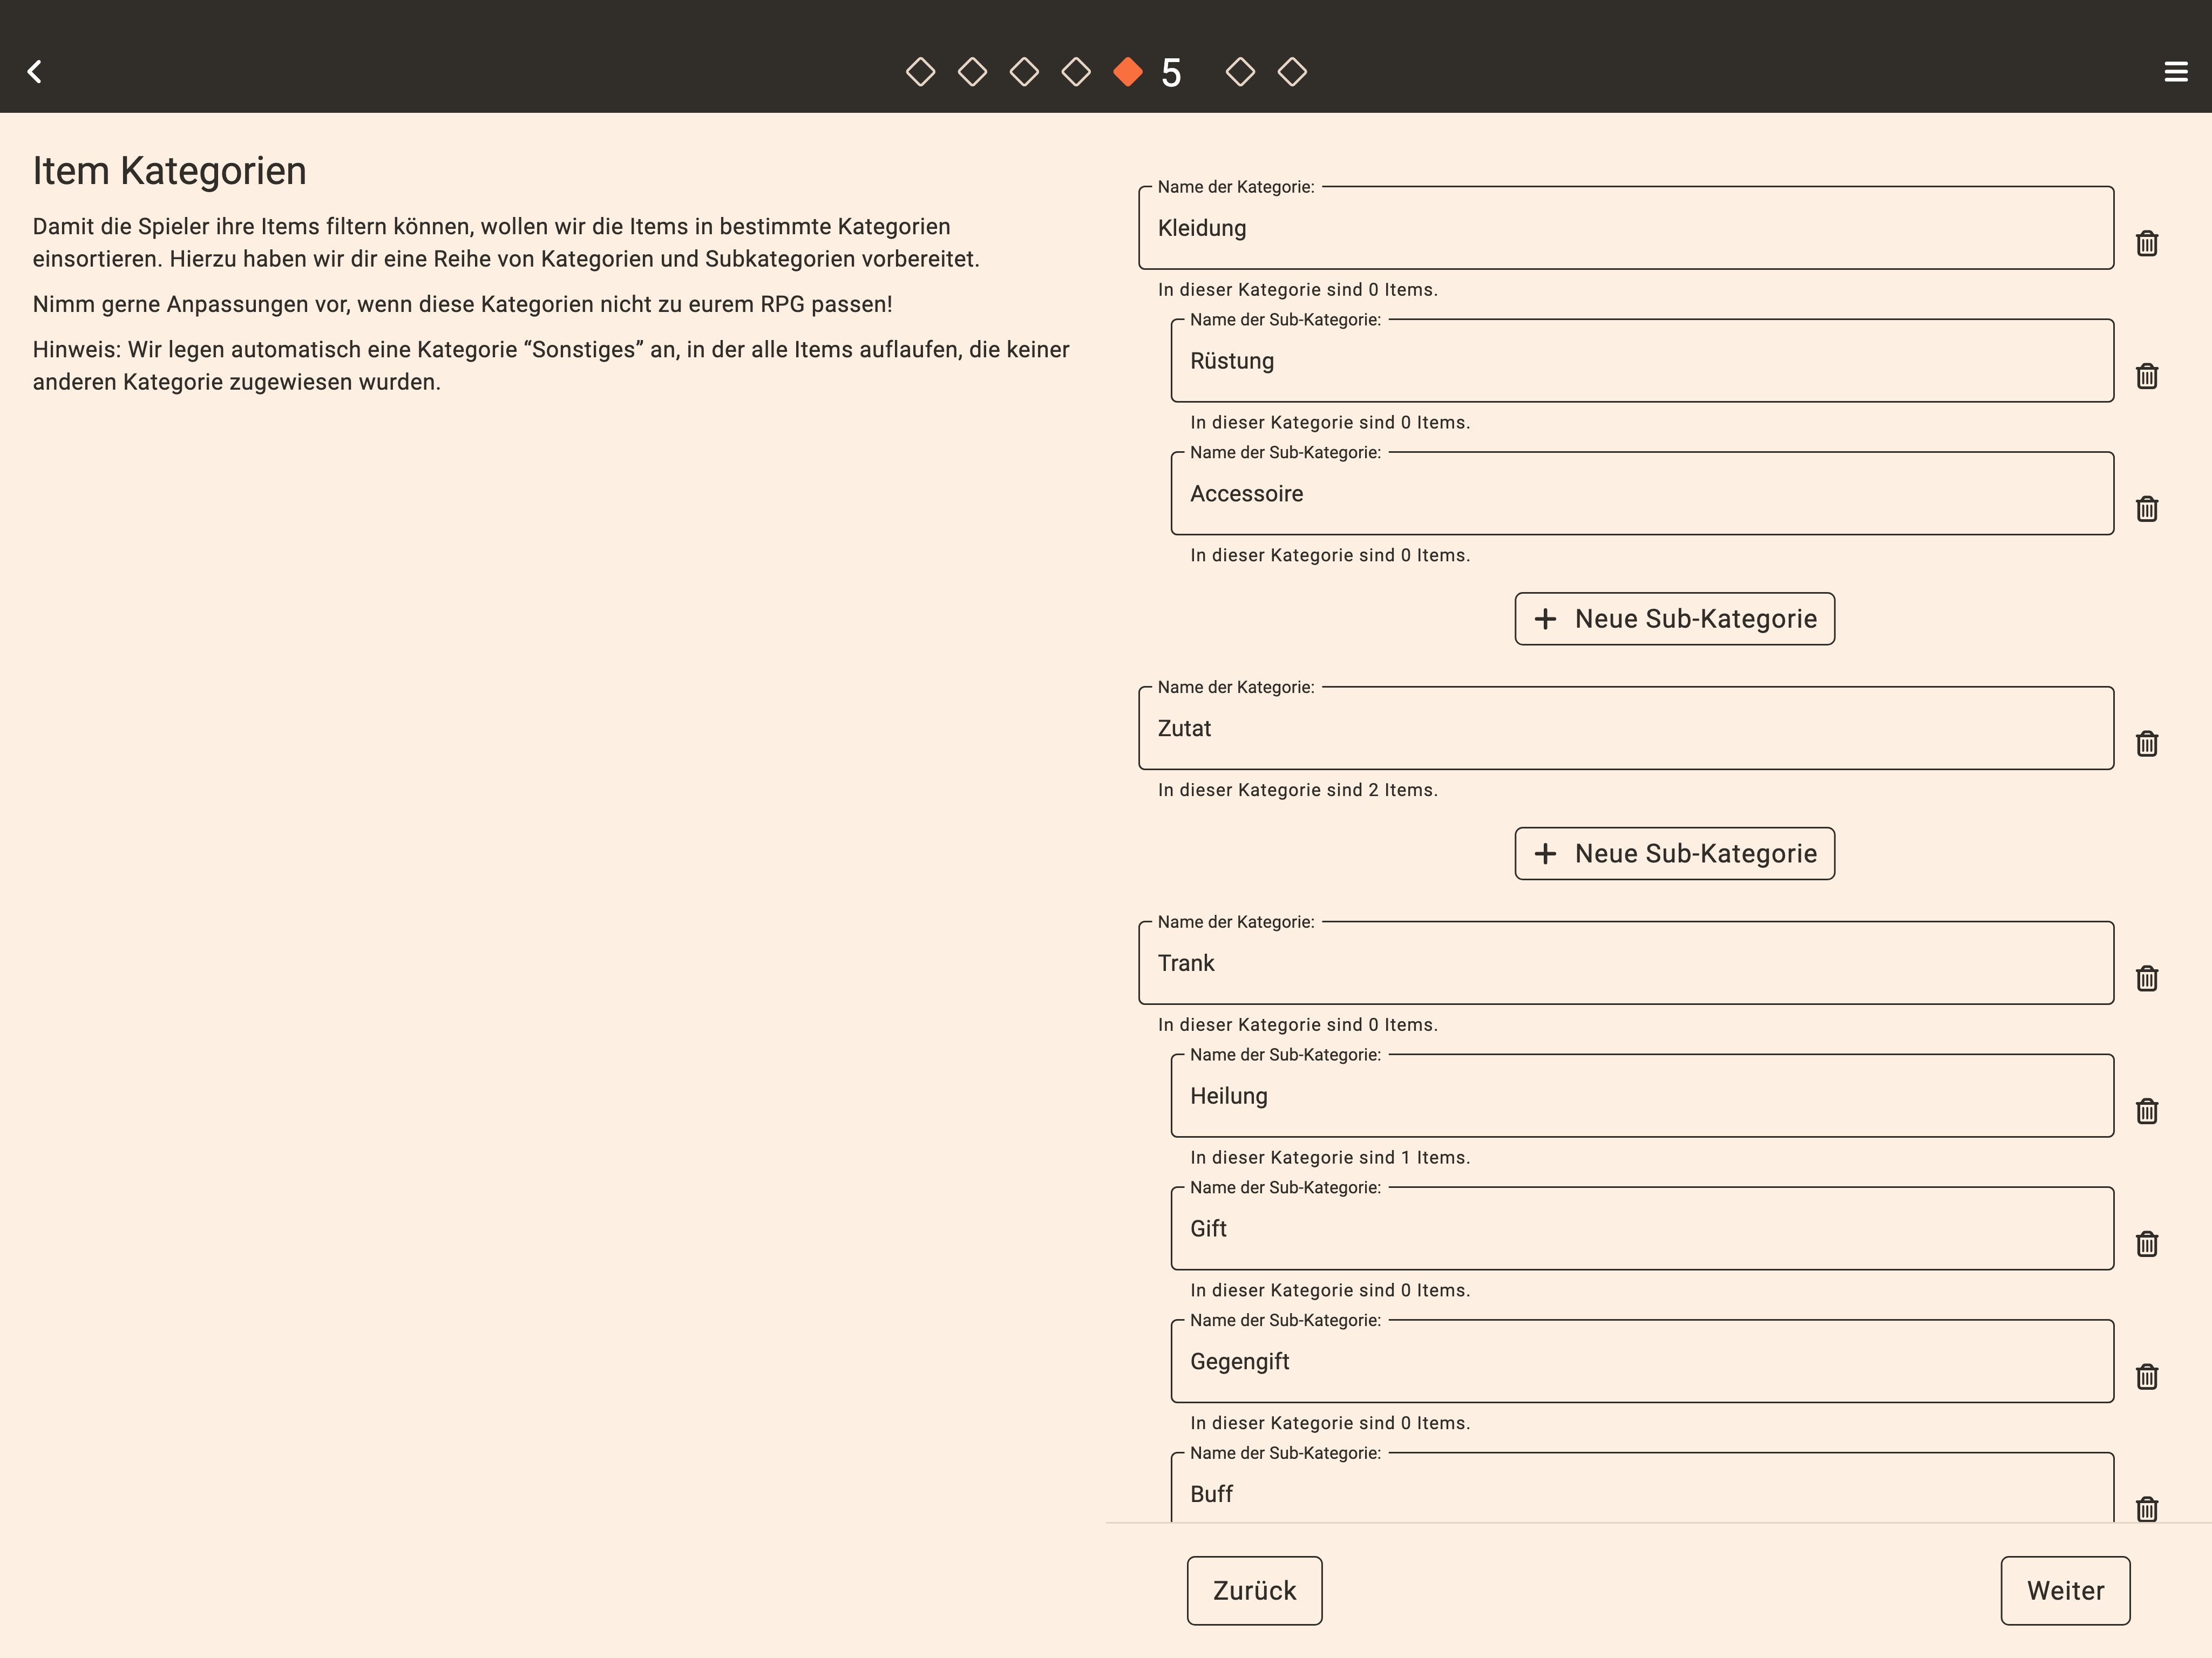 5
Item Kategorien
Damit die Spieler ihre Items filtern können, wollen wir die Items in bestimmte Kategorien
einsortieren. Hierzu haben wir dir eine Reihe von Kategorien und Subkategorien vorbereitet.
Nimm gerne Anpassungen vor, wenn diese Kategorien nicht zu eurem RPG passen!
Hinweis: Wir legen automatisch eine Kategorie “Sonstiges” an, in der alle Items auflaufen, die keiner
anderen Kategorie zugewiesen wurden.
Name der Kategorie:
Kleidung
In dieser Kategorie sind 0 Items.
Name der Sub-Kategorie:
Rüstung
In dieser Kategorie sind 0 Items.
Name der Sub-Kategorie:
Accessoire
In dieser Kategorie sind 0 Items.
+ Neue Sub-Kategorie
Name der Kategorie:
Zutat
In dieser Kategorie sind 2 Items.
+ Neue Sub-Kategorie
Name der Kategorie:
Trank
In dieser Kategorie sind 0 Items.
Name der Sub-Kategorie:
Heilung
In dieser Kategorie sind 1 Items.
Name der Sub-Kategorie:
Gift
In dieser Kategorie sind 0 Items.
Name der Sub-Kategorie:
Gegengift
In dieser Kategorie sind 0 Items.
Name der Sub-Kategorie:
Buff
Zurück
Weiter